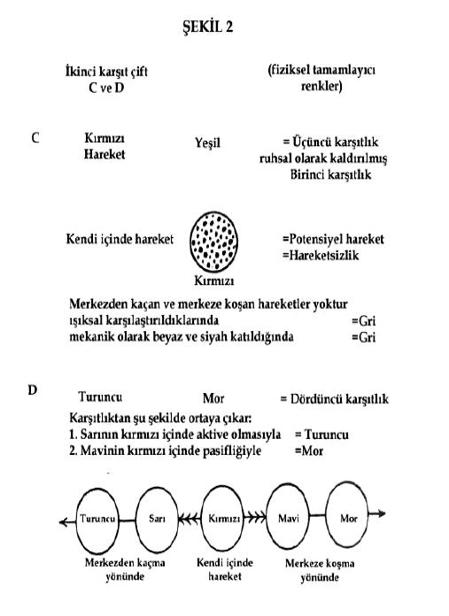 ŞEKİL 2
İkinci karşıt çift
C ve D
(fiziksel tamamlayıcı
renkler)
C
Kırmızı
Hareket
Yeşil
= Üçüncü karşıtlık
ruhsal olarak kaldırılmış
Birinci karşıtlık
Kendi içinde hareket
=Potensiyel hareket
=Hareketsizlik
Kırmızı
Merkezden kaçan ve merkeze koşan hareketler yoktur
ışıksal karşılaştırıldıklarında =Gri
mekanik olarak beyaz ve siyah katıldığında =Gri
D
Turuncu Mor = Dördüncü karşıtlık
Karşıtlıktan şu şekilde ortaya çıkar:
1. Sarının kırmızı içinde aktive olmasıyla = Turuncu
2. Mavinin kırmızı içinde pasifliğiyle =Mor
Turuncu Sarı Kırmızı Mavi Mor
Merkezden kaçma
yönünde
Kendi içinde
hareket
Merkeze koşma
yönünde